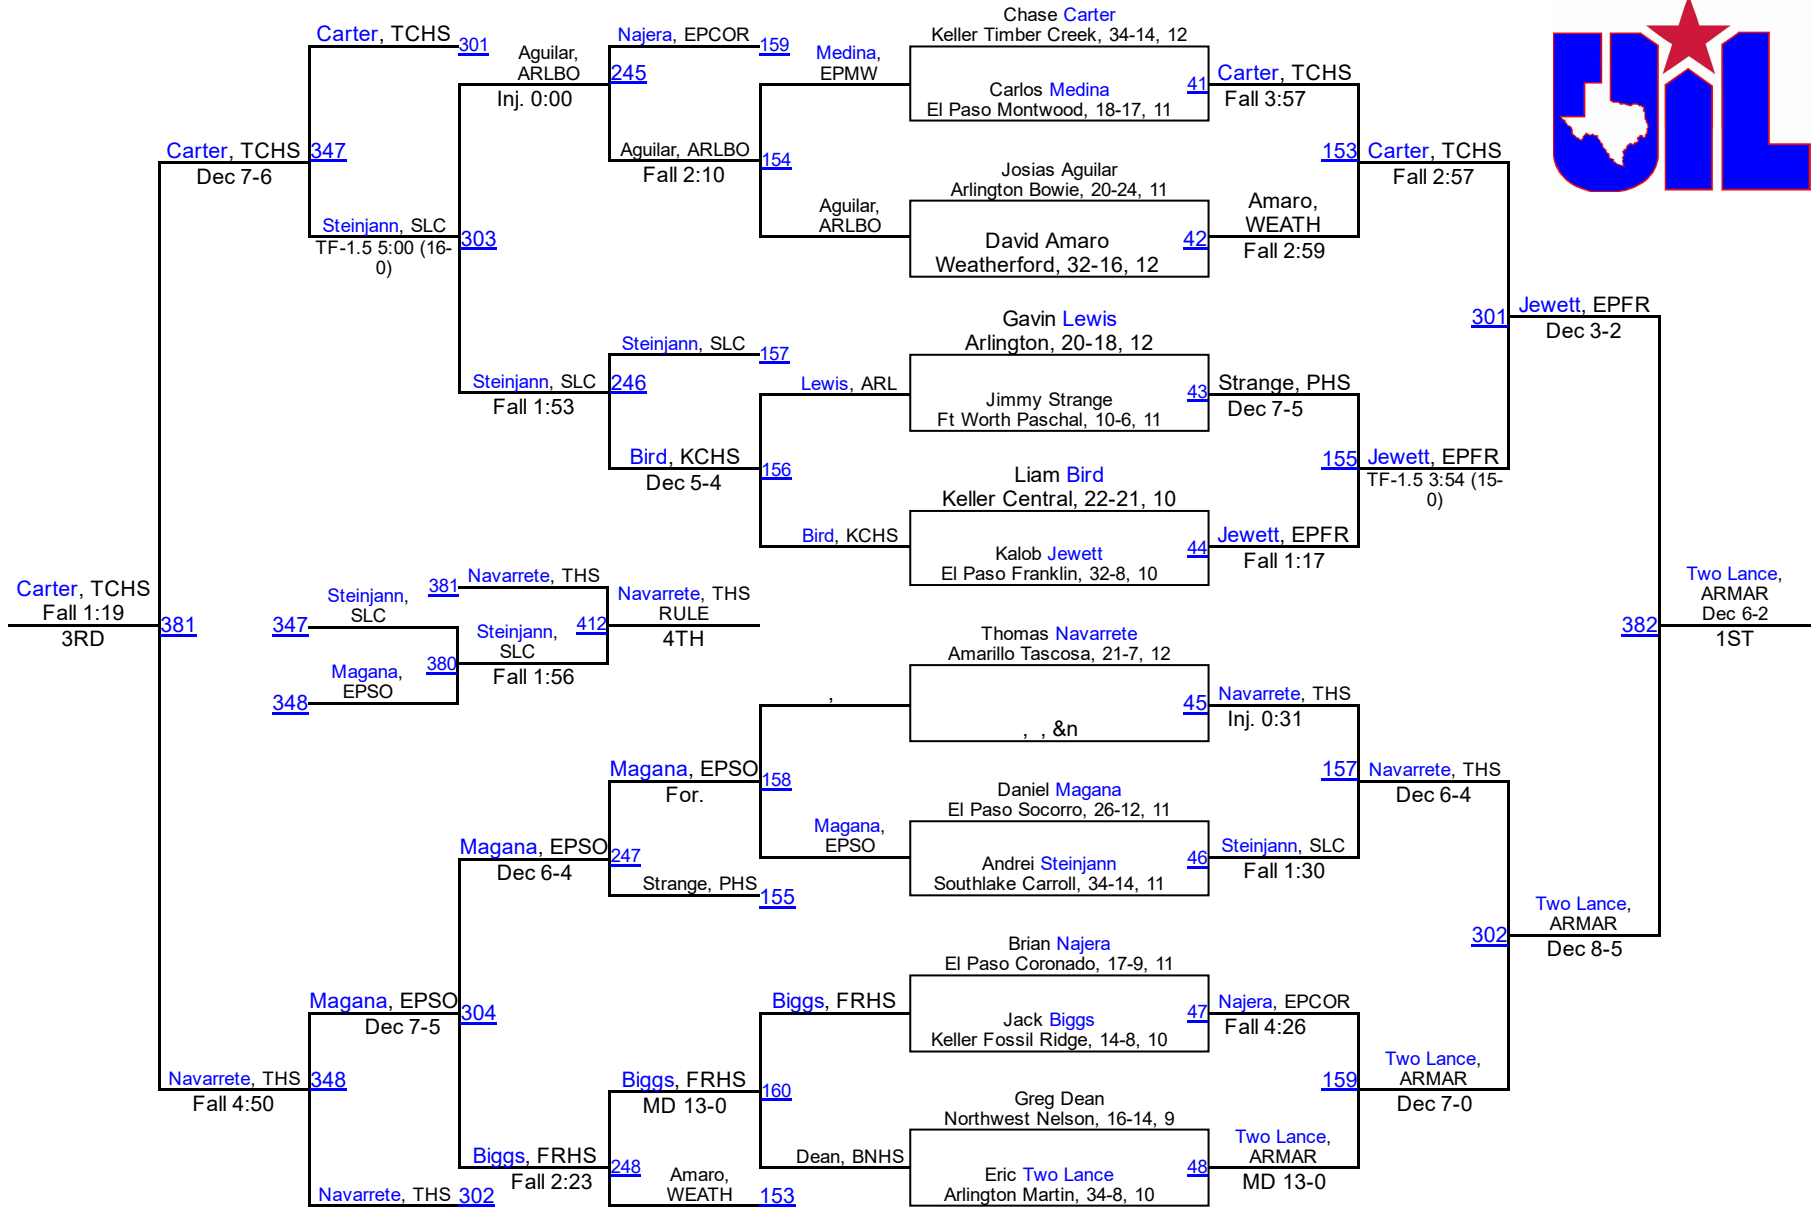 Carter, TCHS
301
Aguilar,
ARLBO
Inj. 0:00
Najera, EPCOR
159
245
Aguilar, ARLBO
Fall 2:10
154
Medina,
EPMW
Aguilar,
ARLBO
Chase Carter
Keller Timber Creek, 34-14, 12
Carlos Medina
El Paso Montwood, 18-17, 11
41
Carter, TCHS
Fall 3:57
Josias Aguilar
Arlington Bowie, 20-24, 11
David Amaro
Weatherford, 32-16, 12
42
Amaro,
WEATH
Fall 2:59
153
Carter, TCHS
Fall 2:57
UIL
Carter, TCHS
Dec 7-6
347
Steinjann, SLC
TF-1.5 5:00 (16-
0)
303
Steinjann, SLC
157
Steinjann, SLC
Fall 1:53
246
Bird, KCHS
Dec 5-4
156
Lewis, ARL
Bird, KCHS
Gavin Lewis
Arlington, 20-18, 12
Jimmy Strange
Ft Worth Paschal, 10-6, 11
43
Strange, PHS
Dec 7-5
Liam Bird
Keller Central, 22-21, 10
Kalob Jewett
El Paso Franklin, 32-8, 10
44
Jewett, EPFR
Fall 1:17
155
Jewett, EPFR
TF-1.5 3:54 (15-
0)
301
Jewett, EPFR
Dec 3-2
Carter, TCHS
Fall 1:19
3RD
381
347
Steinjann,
SLC
348
Magana,
EPSO
380
Steinjann,
SLC
Fall 1:56
381
Navarrete, THS
412
Navarrete, THS
RULE
4TH
Thomas Navarrete
Amarillo Tascosa, 21-7, 12
, , &n
45
Navarrete, THS
Inj. 0:31
382
Two Lance,
ARMAR
Dec 6-2
1ST
,
Magana, EPSO
For.
158
Magana,
EPSO
Daniel Magana
El Paso Socorro, 26-12, 11
Andrei Steinjann
Southlake Carroll, 34-14, 11
46
Steinjann, SLC
Fall 1:30
157
Navarrete, THS
Dec 6-4
Magana, EPSO
Dec 6-4
247
Strange, PHS
155
Magana, EPSO
Dec 7-5
304
Biggs, FRHS
Brian Najera
El Paso Coronado, 17-9, 11
Jack Biggs
Keller Fossil Ridge, 14-8, 10
47
Najera, EPCOR
Fall 4:26
302
Two Lance,
ARMAR
Dec 8-5
Navarrete, THS
Fall 4:50
348
Biggs, FRHS
MD 13-0
160
Greg Dean
Northwest Nelson, 16-14, 9
Eric Two Lance
Arlington Martin, 34-8, 10
48
Two Lance,
ARMAR
MD 13-0
159
Two Lance,
ARMAR
Dec 7-0
Dean, BNHS
Biggs, FRHS
Fall 2:23
248
Amaro,
WEATH
153
Navarrete, THS
302